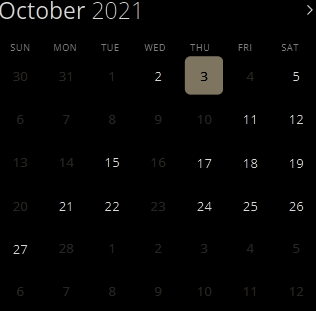 October 2021 >
SUN MON TUE WED THU FRI SAT
30 31 1 2 3 4 5
6 7 8 9 10 11 12
13 14 15 16 17 18 19
20 21 22 23 24 25 26
27 28 1 2 3 4 5
6 7 8 9 10 11 12